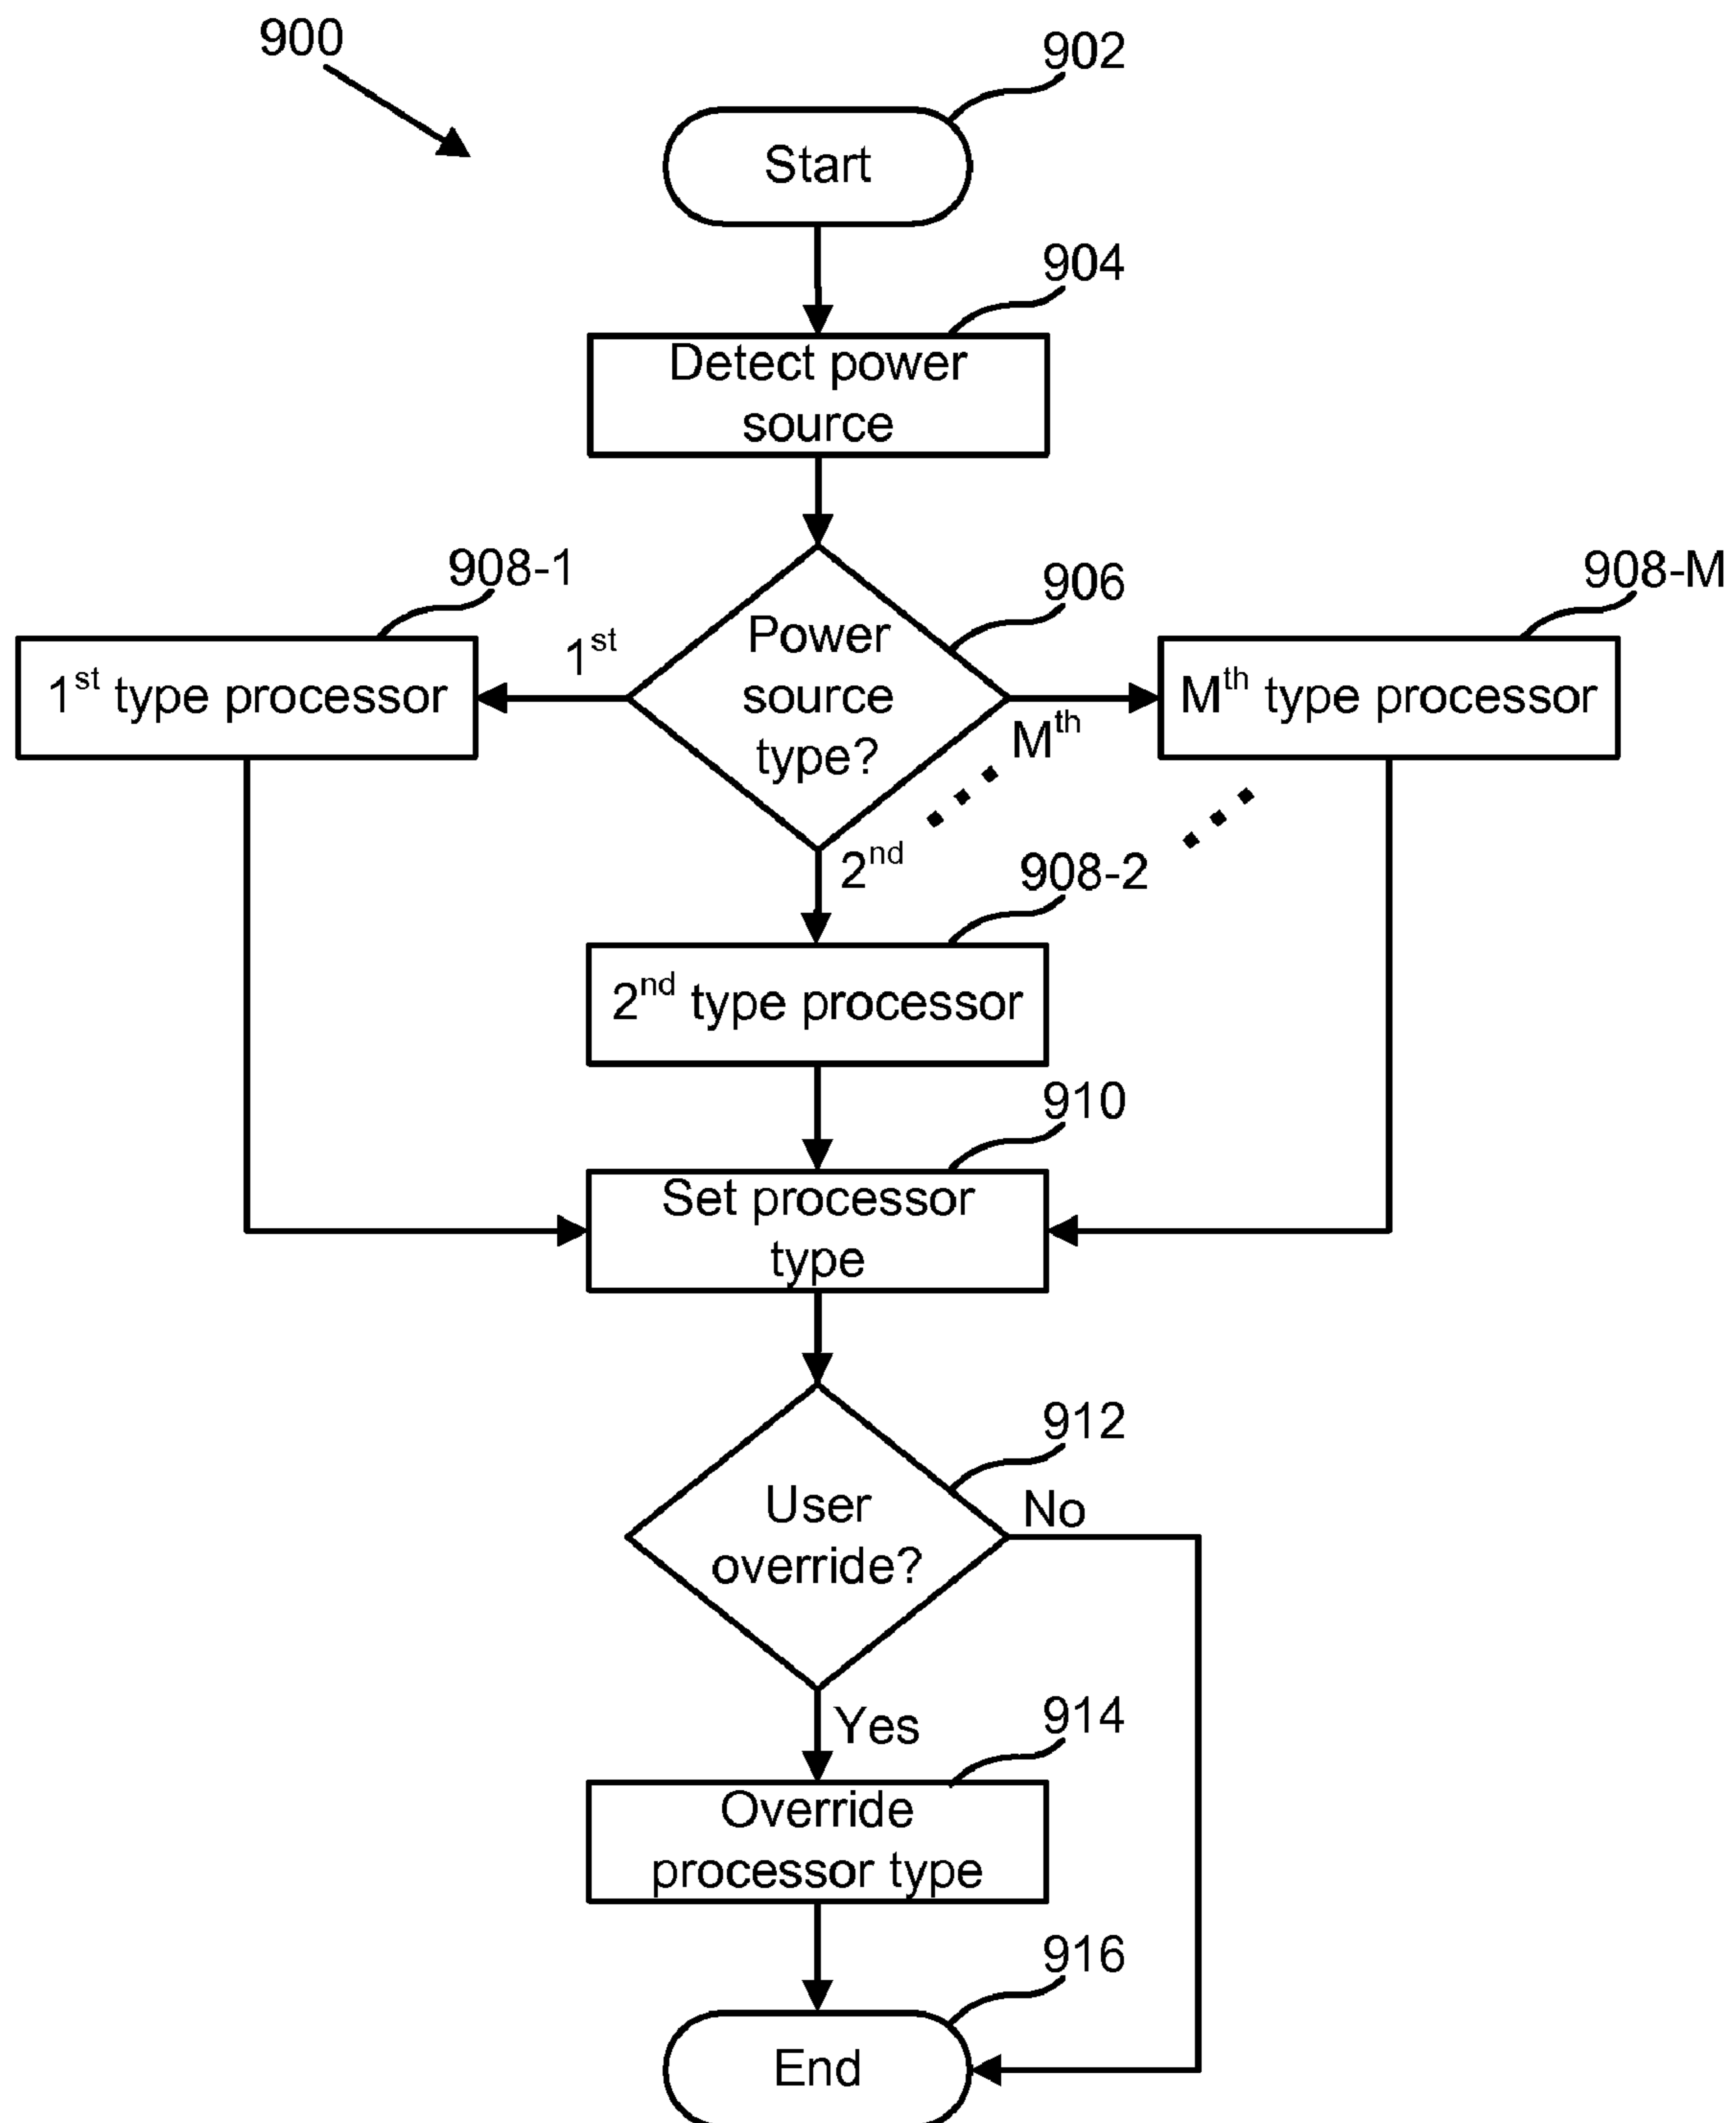 900
902
Start
904
Detect power
source
908-1
906
908-M
1st type processor
1st
Power
source
type?
Mth
Mth type processor
2nd
908-2
2nd type processor
910
Set processor
type
912
User
override?
No
Yes
914
Override
processor type
916
End